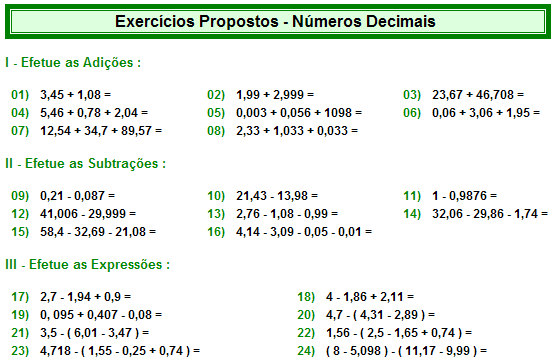 Exercícios Propostos - Números Decimais
I - Efetue as Adições :
01) 3,45 + 1,08 = 02) 1,99 + 2,999 = 03) 23,67 + 46,708 =
04) 5,46 + 0,78 + 2,04 = 05) 0,003 + 0,056 + 1098 = 06) 0,06 + 3,06 + 1,95 =
07) 12,54 + 34,7 + 89,57 = 08) 2,33 + 1,033 + 0,033 =
II - Efetue as Subtrações :
09) 0,21 - 0,087 = 10) 21,43 - 13,98 = 11) 1 - 0,9876 =
12) 41,006 - 29,999 = 13) 2,76 - 1,08 - 0,99 = 14) 32,06 - 29,86 - 1,74 =
15) 58,4 - 32,69 - 21,08 = 16) 4,14 - 3,09 - 0,05 - 0,01 =
III - Efetue as Expressões :
17) 2,7 - 1,94 + 0,9 = 18) 4 - 1,86 + 2,11 =
19) 0, 095 + 0,407 - 0,08 = 20) 4,7 - ( 4,31 - 2,89 ) =
21) 3,5 - ( 6,01 - 3,47 ) = 22) 1,56 - ( 2,5 - 1,65 + 0,74 ) =
23) 4,718 - ( 1,55 - 0,25 + 0,74 ) = 24) ( 8 - 5,098 ) - ( 11,17 - 9,99 ) =